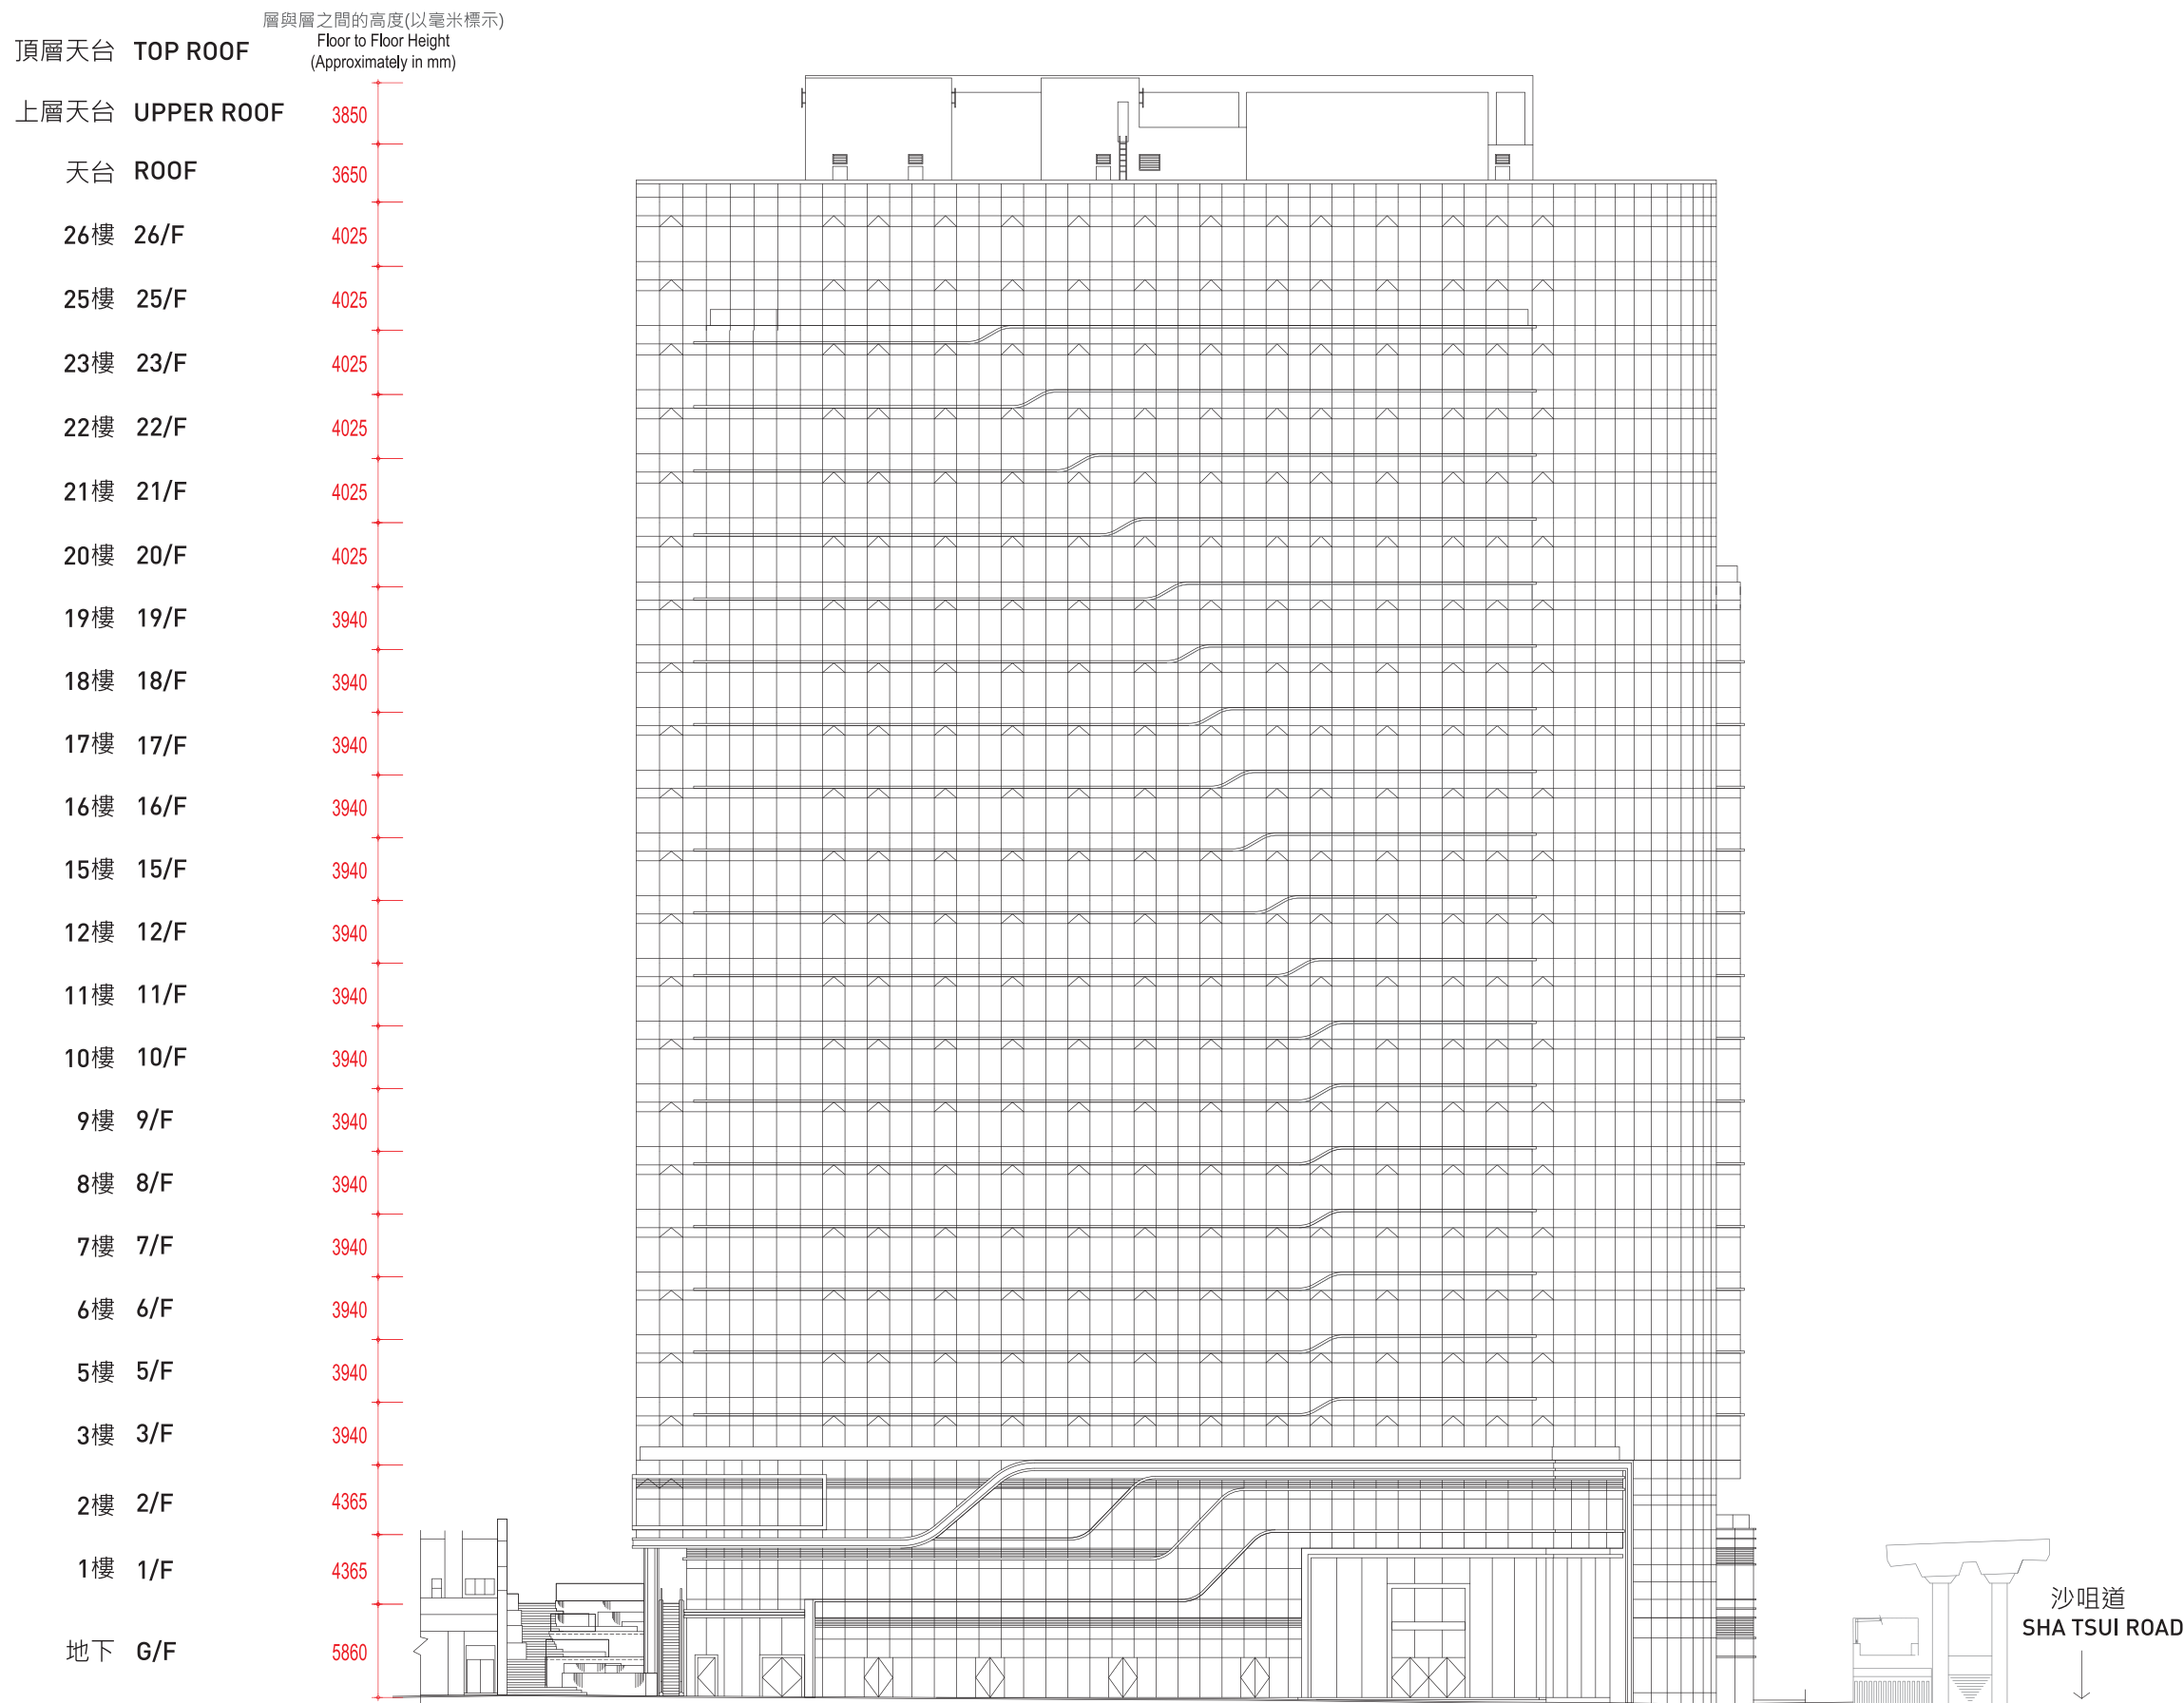 層與層之間的高度(以毫米標示)
Floor to Floor Height
(Approximately in mm)
頂層天台 TOP ROOF
上層天台 UPPER ROOF 3850
天台 ROOF 3650
26樓 26/F 4025
25樓 25/F 4025
23樓 23/F 4025
22樓 22/F 4025
21樓 21/F 4025
20樓 20/F 4025
19樓 19/F 3940
18樓 18/F 3940
17樓 17/F 3940
16樓 16/F 3940
15樓 15/F 3940
12樓 12/F 3940
11樓 11/F 3940
10樓 10/F 3940
9樓 9/F 3940
8樓 8/F 3940
7樓 7/F 3940
6樓 6/F 3940
5樓 5/F 3940
3樓 3/F 3940
2樓 2/F 4365
1樓 1/F 4365
地下 G/F 5860
沙咀道
SHA TSUI ROAD